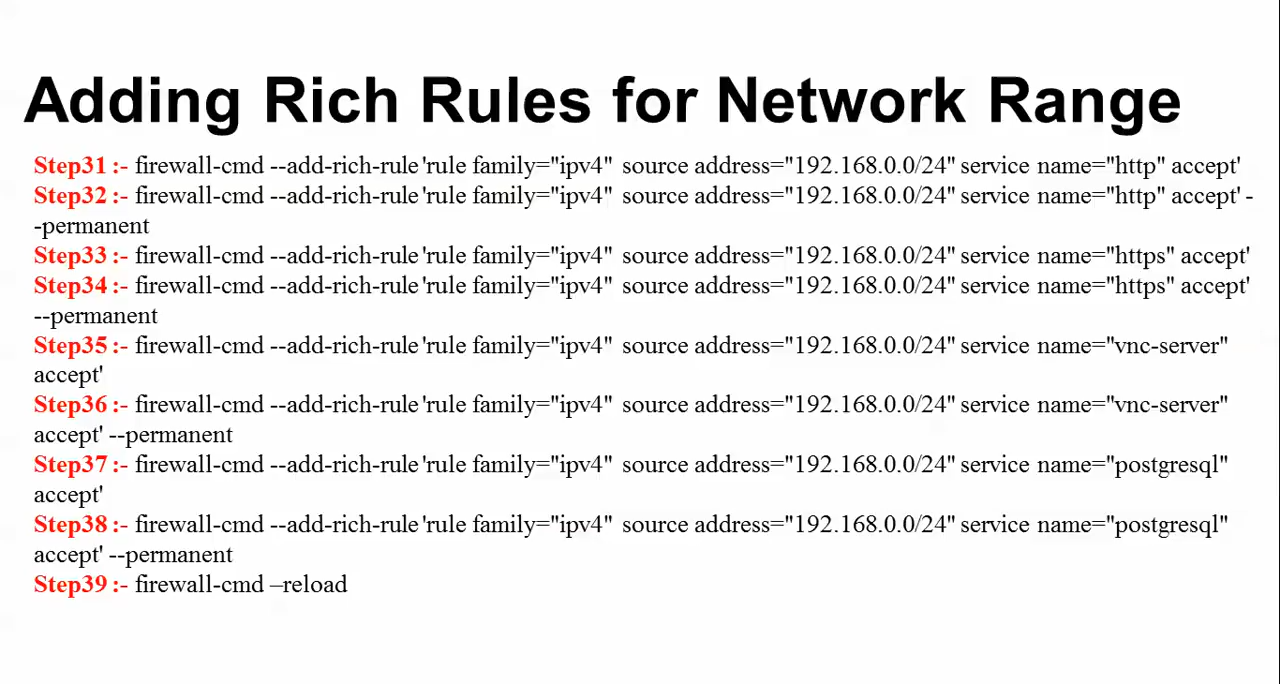 Adding Rich Rules for Network Range
Step31 :- firewall-cmd --add-rich-rule 'rule family="ipv4" source address="192.168.0.0/24" service name="http" accept'
Step32 :- firewall-cmd --add-rich-rule 'rule family="ipv4" source address="192.168.0.0/24" service name="http" accept' -
-permanent
Step33 :- firewall-cmd --add-rich-rule 'rule family="ipv4" source address="192.168.0.0/24" service name="https" accept'
Step34 :- firewall-cmd --add-rich-rule 'rule family="ipv4" source address="192.168.0.0/24" service name="https" accept'
--permanent
Step35 :- firewall-cmd --add-rich-rule 'rule family="ipv4" source address="192.168.0.0/24" service name="vnc-server"
accept'
Step36 :- firewall-cmd --add-rich-rule 'rule family="ipv4" source address="192.168.0.0/24" service name="vnc-server"
accept' --permanent
Step37 :- firewall-cmd --add-rich-rule 'rule family="ipv4" source address="192.168.0.0/24" service name="postgresql"
accept'
Step38 :- firewall-cmd --add-rich-rule 'rule family="ipv4" source address="192.168.0.0/24" service name="postgresql"
accept' --permanent
Step39 :- firewall-cmd –reload